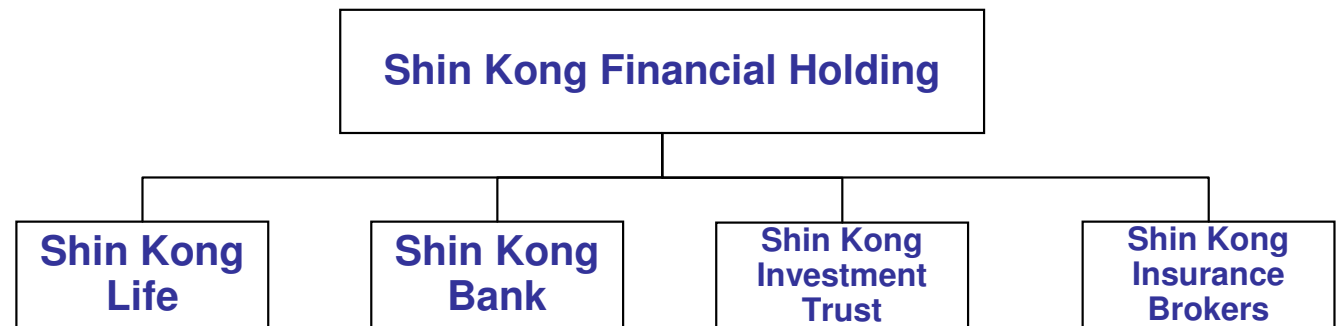 Shin Kong Financial Holding
Shin Kong
Life
Shin Kong
Bank
Shin Kong
Investment
Trust
Shin Kong
Insurance
Brokers